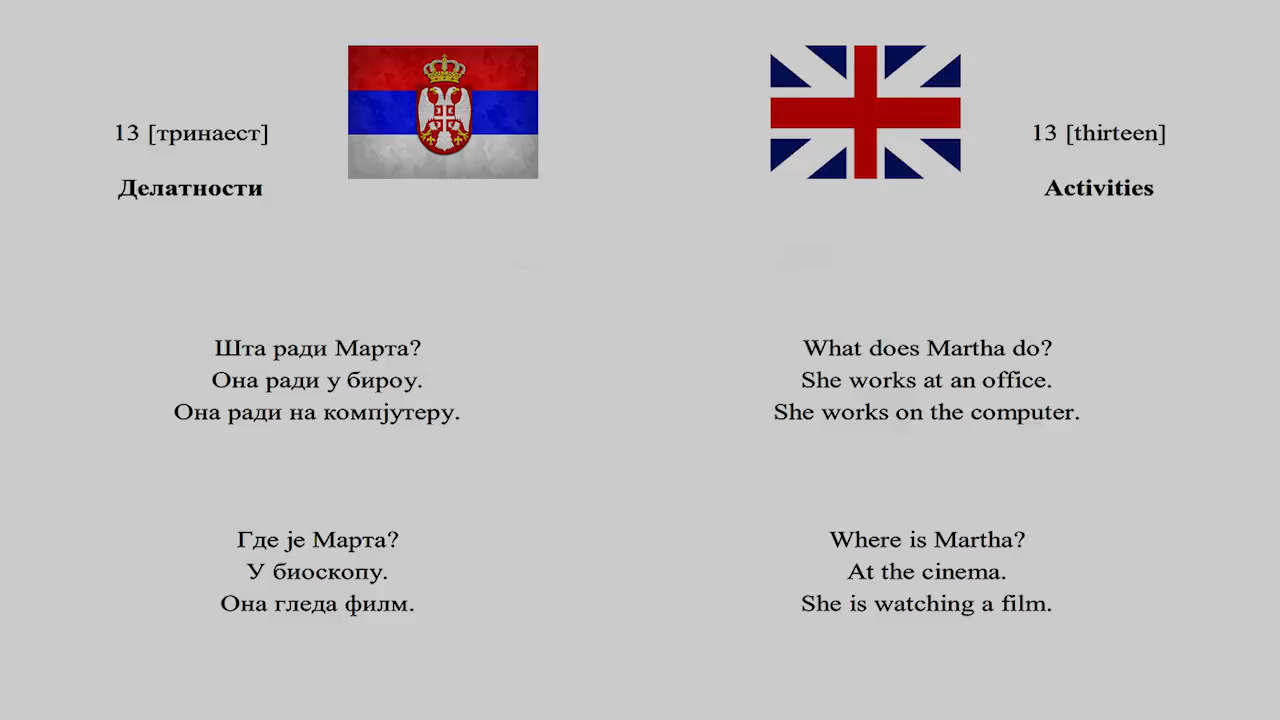 13 [тринаест]
Делатности
13 [thirteen]
Activities
Шта ради Марта?
Она ради у бироу.
Она ради на компјутеру.
What does Martha do?
She works at an office.
She works on the computer.
Где је Марта?
У биоскопу.
Она гледа филм.
Where is Martha?
At the cinema.
She is watching a film.